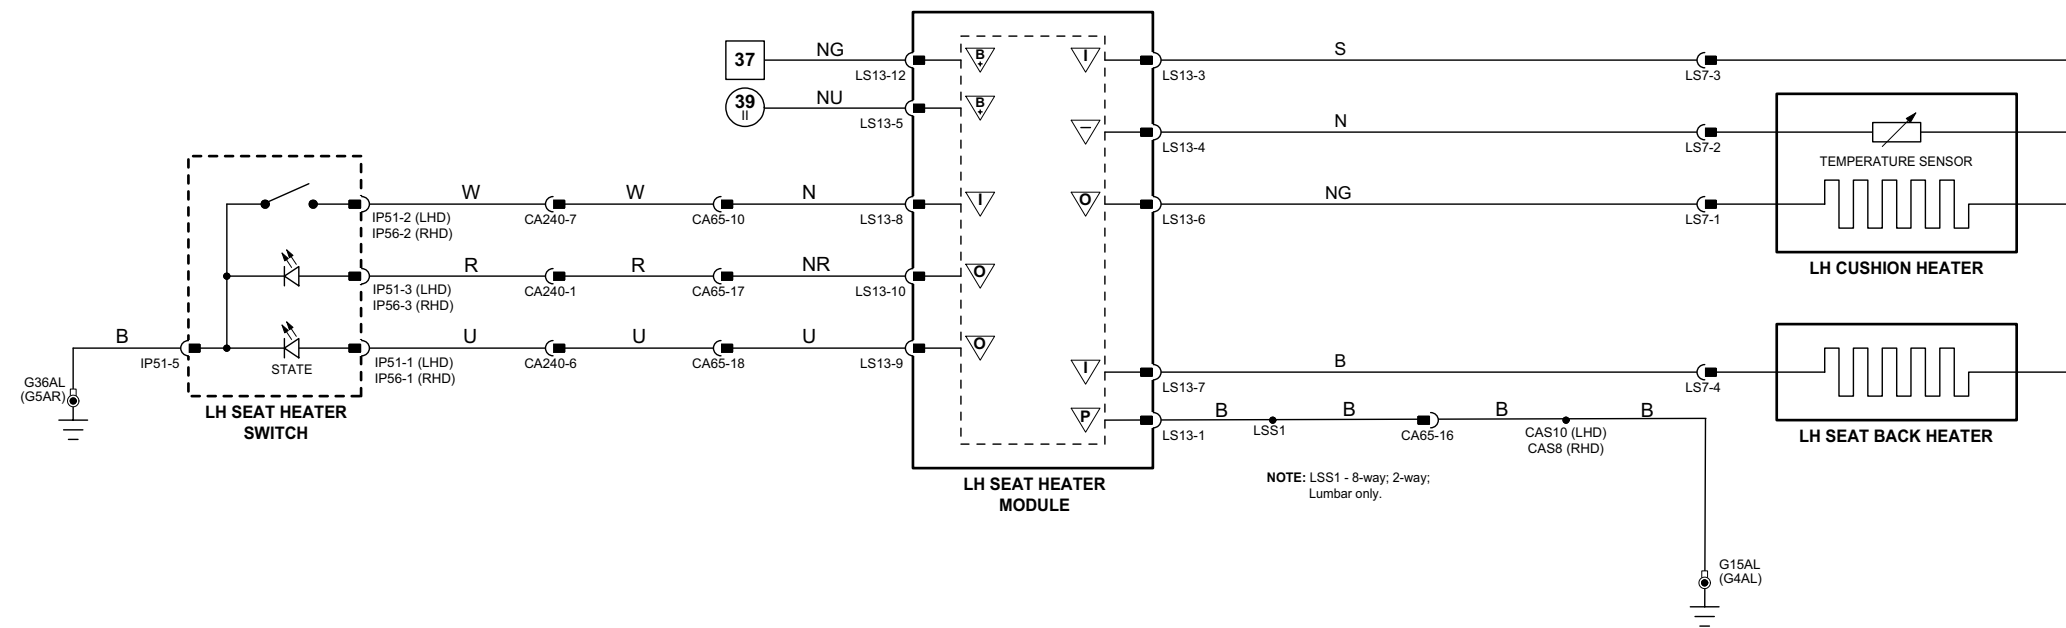 37
NG
LS13-12
B
+
I
LS13-3
S
LS7-3
39
II
NU
LS13-5
B
+
–
LS13-4
N
LS7-2
TEMPERATURE SENSOR
W
IP51-2 (LHD)
IP56-2 (RHD)
CA240-7
W
CA65-10
N
LS13-8
I
O
LS13-6
NG
LS7-1
LH CUSHION HEATER
R
IP51-3 (LHD)
IP56-3 (RHD)
CA240-1
R
CA65-17
NR
LS13-10
O
B
IP51-5
STATE
U
IP51-1 (LHD)
IP56-1 (RHD)
CA240-6
U
CA65-18
U
LS13-9
O
I
LS13-7
B
LS7-4
G36AL
(G5AR)
LH SEAT HEATER
SWITCH
P
LS13-1
B
LSS1
B
CA65-16
B
CAS10 (LHD)
CAS8 (RHD)
B
LH SEAT BACK HEATER
LH SEAT HEATER
MODULE
NOTE: LSS1 - 8-way; 2-way;
Lumbar only.
G15AL
(G4AL)